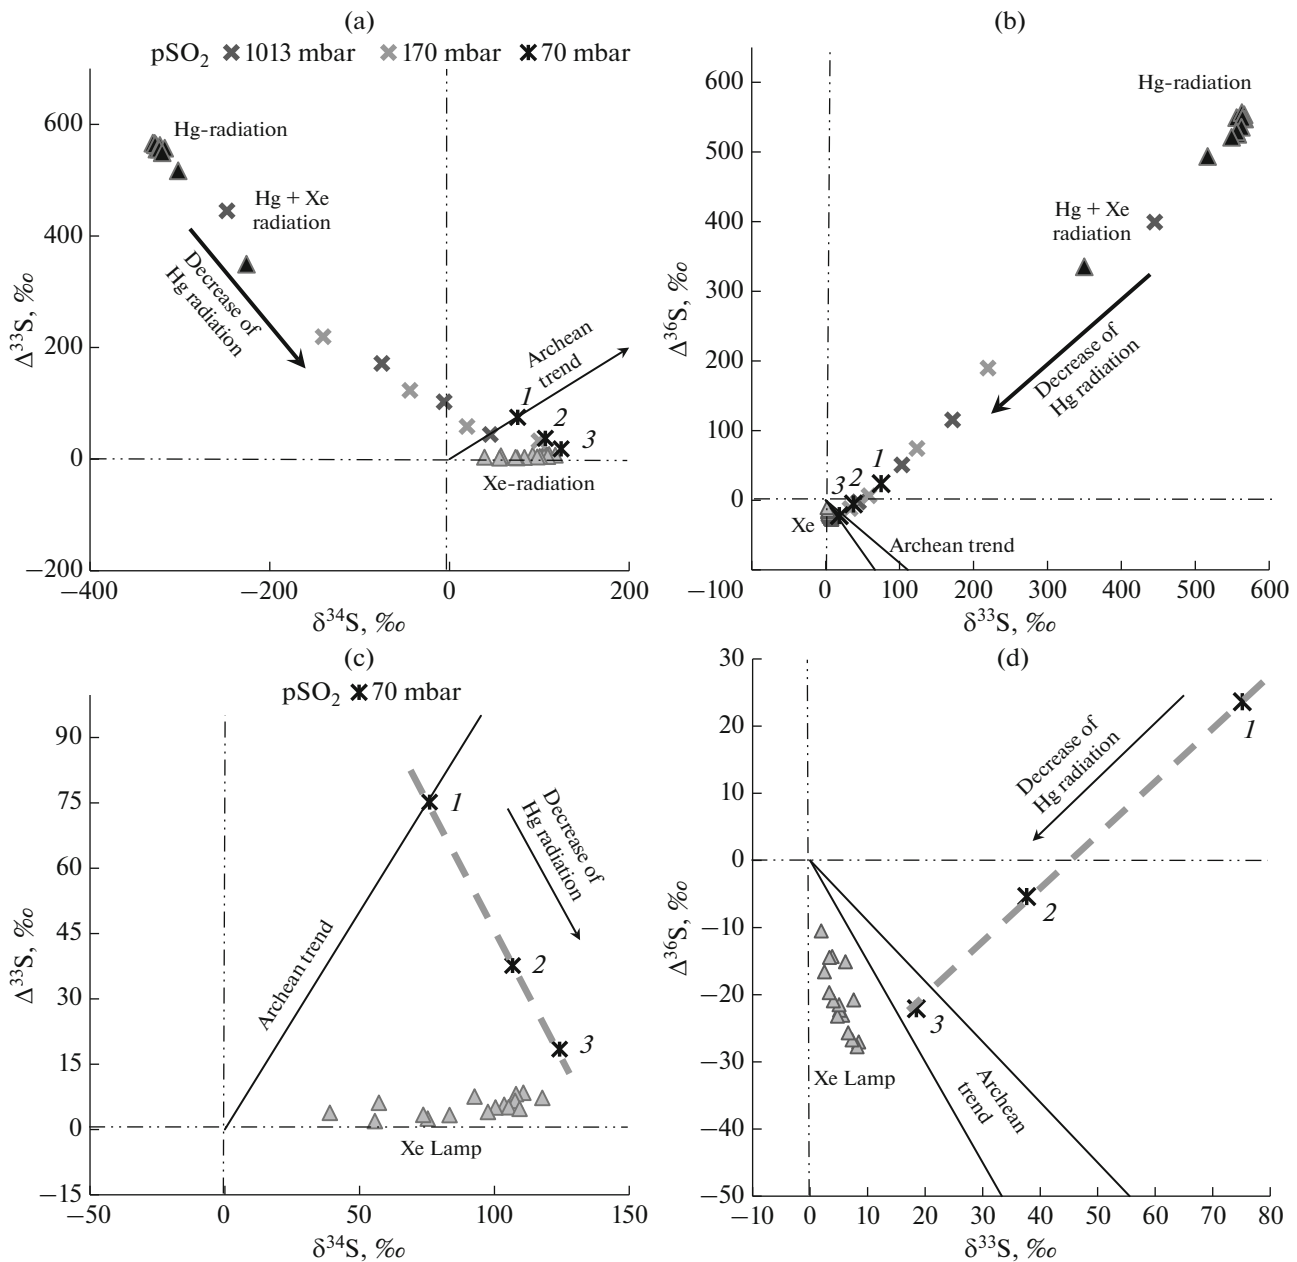 (a)
pSO₂ 1013 mbar 170 mbar 70 mbar
Δ³³S, ‰
600
400
200
0
−200
−400
−200
0
200
δ³⁴S, ‰
Hg-radiation
Hg + Xe
radiation
Decrease of
Hg radiation
Archean
trend
1
2
3
Xe-radiation
(b)
Δ³⁶S, ‰
600
500
400
300
200
100
0
−100
0
100
200
300
400
500
600
δ³³S, ‰
Hg-radiation
Hg + Xe
radiation
Decrease of
Hg radiation
1
2
3
Xe
Archean trend
(c)
pSO₂ 70 mbar
Δ³³S, ‰
90
75
60
45
30
15
0
−15
−50
0
50
100
150
δ³⁴S, ‰
Archean trend
Decrease of
Hg radiation
1
2
3
Xe Lamp
(d)
Δ³⁶S, ‰
30
20
10
0
−10
−20
−30
−40
−50
−10
0
10
20
30
40
50
60
70
80
δ³³S, ‰
Decrease of
Hg radiation
1
2
3
Xe Lamp
Archean
trend